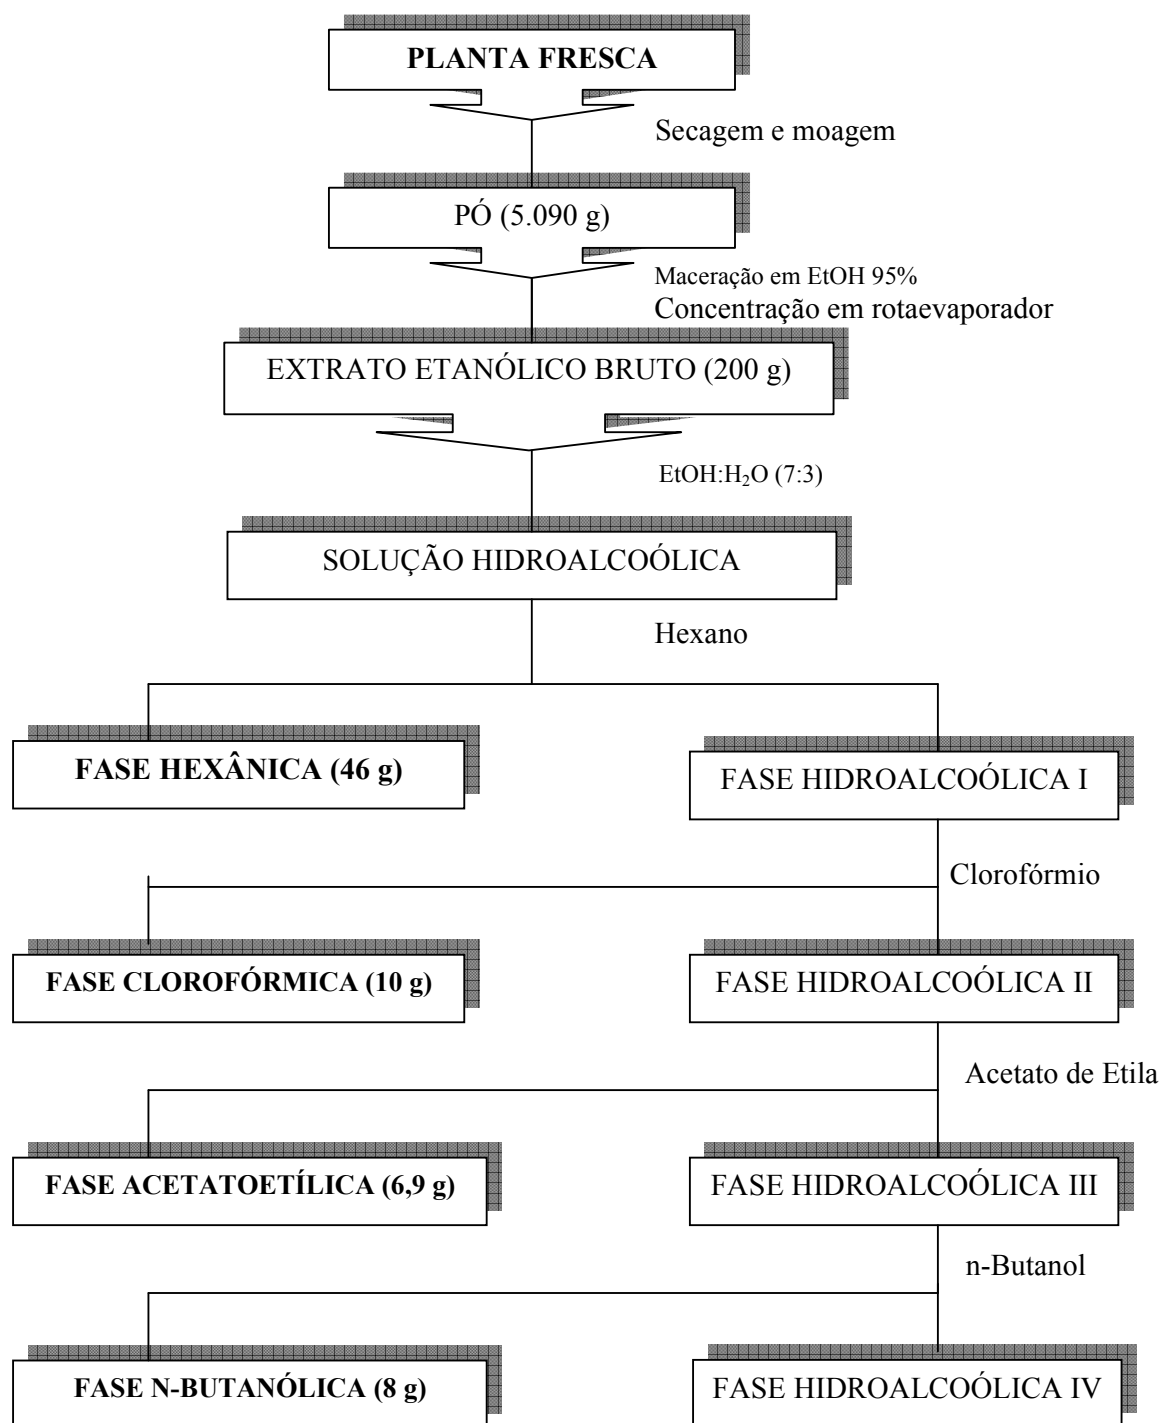 PLANTA FRESCA
Secagem e moagem
PÓ (5.090 g)
Maceração em EtOH 95%
Concentração em rotaevaporador
EXTRATO ETANÓLICO BRUTO (200 g)
EtOH:H₂O (7:3)
SOLUÇÃO HIDROALCOÓLICA
Hexano
FASE HEXÂNICA (46 g)
FASE HIDROALCOÓLICA I
Clorofórmio
FASE CLOROFÓRMICA (10 g)
FASE HIDROALCOÓLICA II
Acetato de Etila
FASE ACETATOETÍLICA (6,9 g)
FASE HIDROALCOÓLICA III
n-Butanol
FASE N-BUTANÓLICA (8 g)
FASE HIDROALCOÓLICA IV